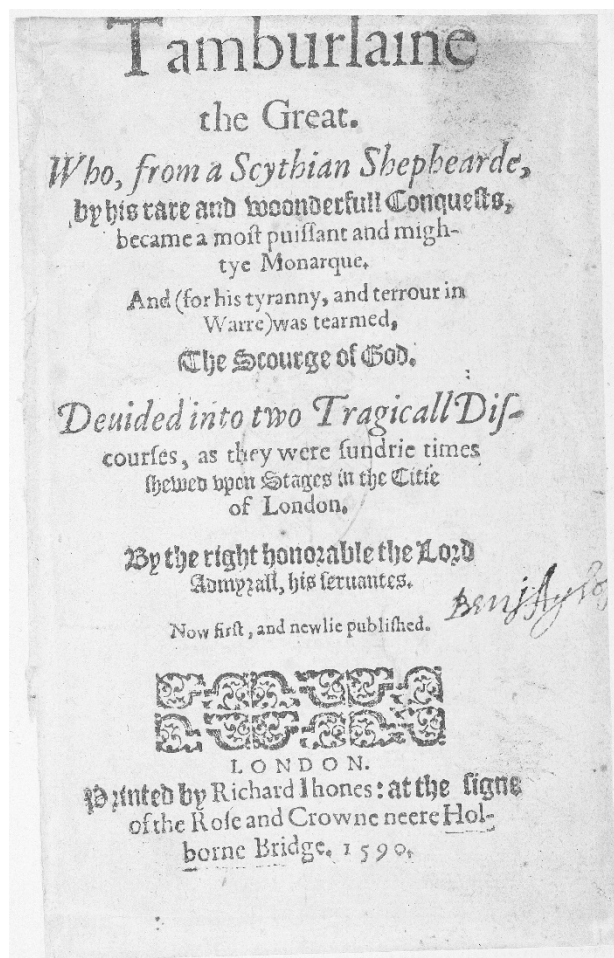 Tamburlaine
the Great.
Who, from a Scythian Shephearde,
by his rare and woonderfull Conquests,
became a most puissant and migh-
tye Monarque.
And (for his tyranny, and terrour in
Warre) was tearmed,
The Scourge of God.
Deuided into two Tragicall Dis-
courses, as they were sundrie times
shewed vpon Stages in the Citie
of London.
By the right honorable the Lord
Admyrall, his seruantes.
Now first, and newlie published.
LONDON.
Printed by Richard Ihones: at the signe
of the Rose and Crowne neere Hol-
borne Bridge. 1590.